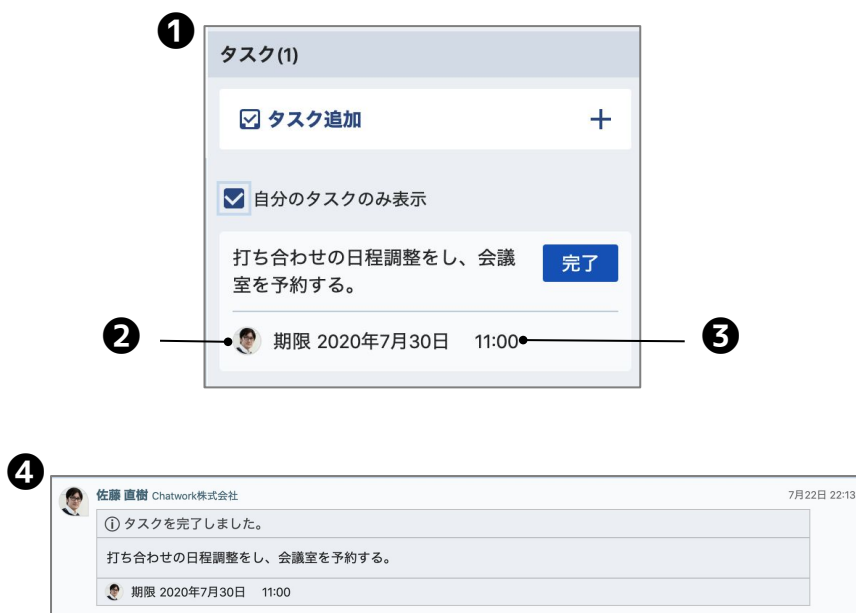 ❶
タスク(1)
タスク追加
自分のタスクのみ表示
打ち合わせの日程調整をし、会議
室を予約する。
完了
❷
期限 2020年7月30日 11:00
❸
❹
佐藤 直樹 Chatwork株式会社
7月22日 22:13
タスクを完了しました。
打ち合わせの日程調整をし、会議室を予約する。
期限 2020年7月30日 11:00